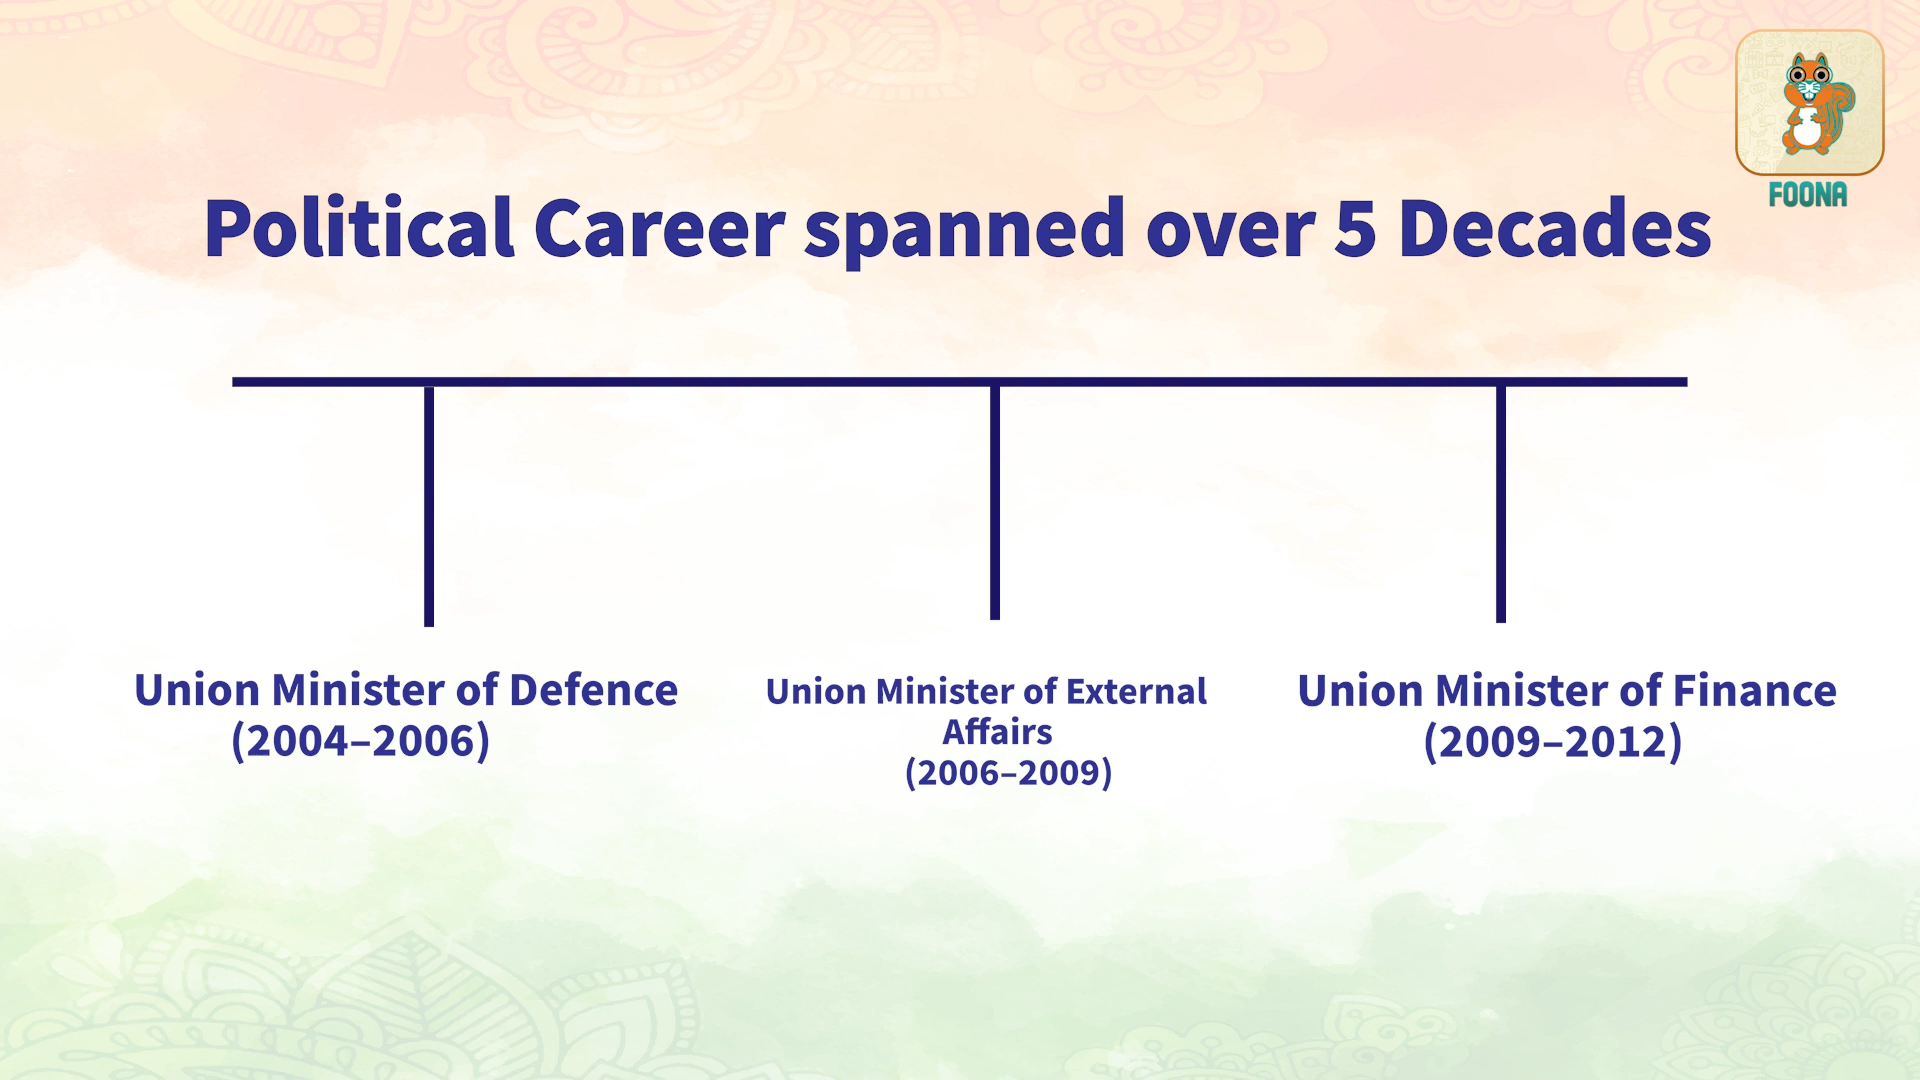 FOONA
Political Career spanned over 5 Decades
Union Minister of Defence
(2004–2006)
Union Minister of External
Affairs
(2006–2009)
Union Minister of Finance
(2009–2012)